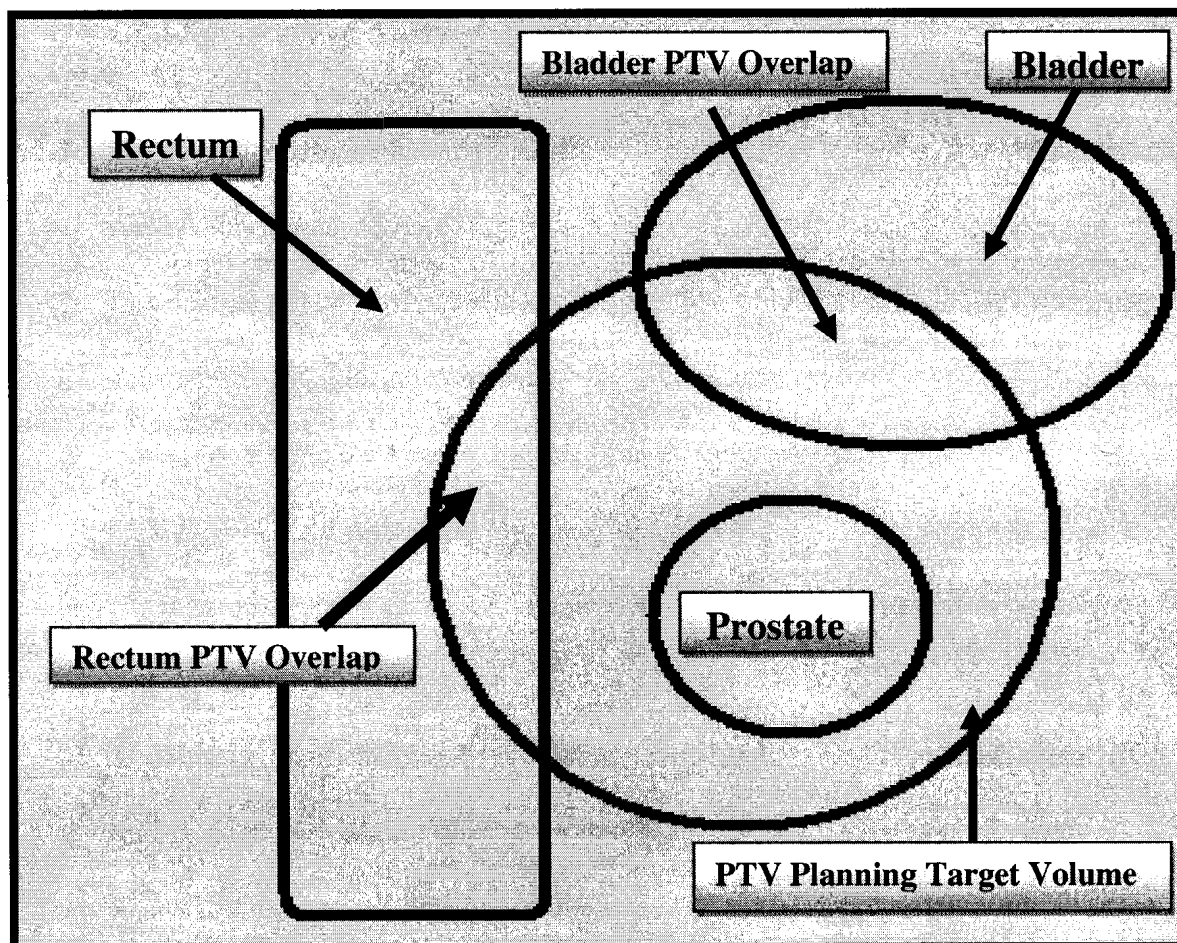 Bladder PTV Overlap
Bladder
Rectum
Prostate
Rectum PTV Overlap
PTV Planning Target Volume